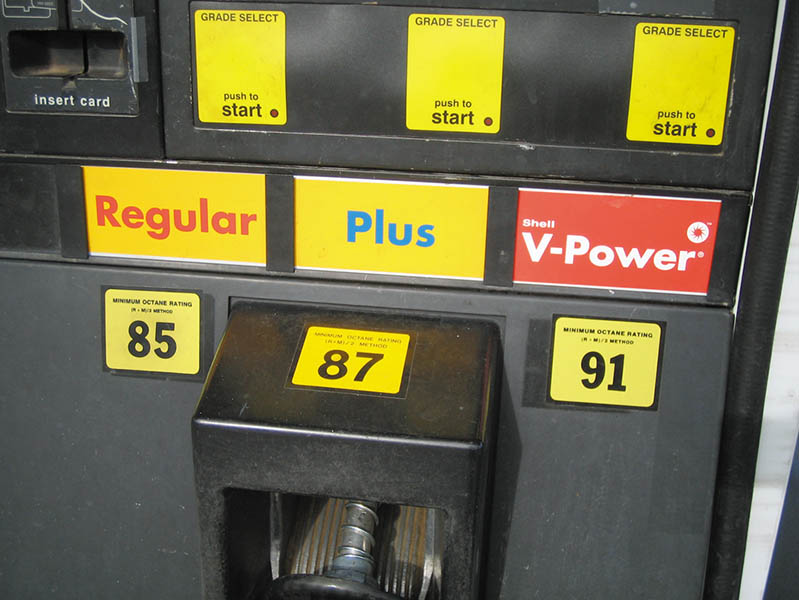 insert card
GRADE SELECT
push to
start
GRADE SELECT
push to
start
GRADE SELECT
push to
start
Regular
Plus
Shell
V-Power®
™
MINIMUM OCTANE RATING
(R + M) / 2 METHOD
85
MINIMUM OCTANE RATING
(R+M)/2 METHOD
87
MINIMUM OCTANE RATING
(R + M) / 2 METHOD
91